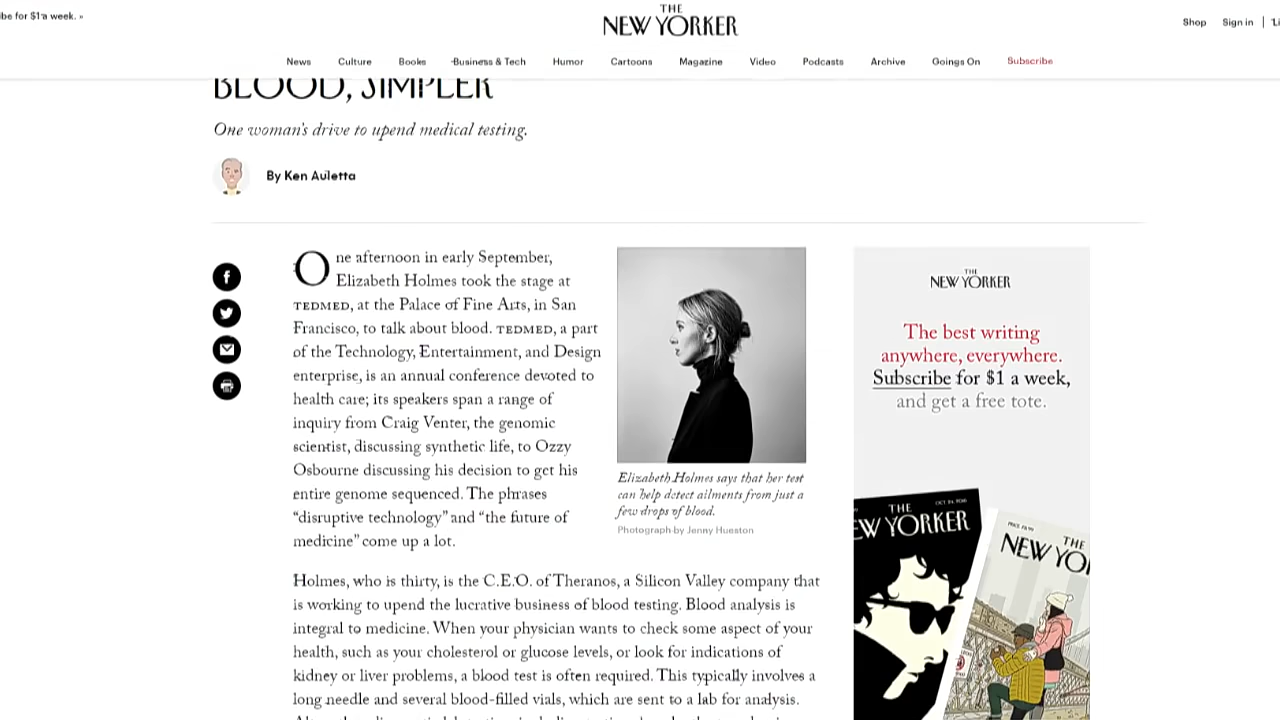 be for $1 a week. »
THE
NEW YORKER
Shop Sign in
News Culture Books Business & Tech Humor Cartoons Magazine Video Podcasts Archive Goings On Subscribe
BLOOD, SIMPLER
One woman's drive to upend medical testing.
By Ken Auletta
One afternoon in early September,
Elizabeth Holmes took the stage at
TEDMED, at the Palace of Fine Arts, in San
Francisco, to talk about blood. TEDMED, a part
of the Technology, Entertainment, and Design
enterprise, is an annual conference devoted to
health care; its speakers span a range of
inquiry from Craig Venter, the genomic
scientist, discussing synthetic life, to Ozzy
Osbourne discussing his decision to get his
entire genome sequenced. The phrases
“disruptive technology” and “the future of
medicine” come up a lot.
Elizabeth Holmes says that her test
can help detect ailments from just a
few drops of blood.
Photograph by Jenny Hueston
Holmes, who is thirty, is the C.E.O. of Theranos, a Silicon Valley company that
is working to upend the lucrative business of blood testing. Blood analysis is
integral to medicine. When your physician wants to check some aspect of your
health, such as your cholesterol or glucose levels, or look for indications of
kidney or liver problems, a blood test is often required. This typically involves a
long needle and several blood-filled vials, which are sent to a lab for analysis.
THE
NEW YORKER
The best writing
anywhere, everywhere.
Subscribe for $1 a week,
and get a free tote.
THE
EW YORKER
THE
NEW YO